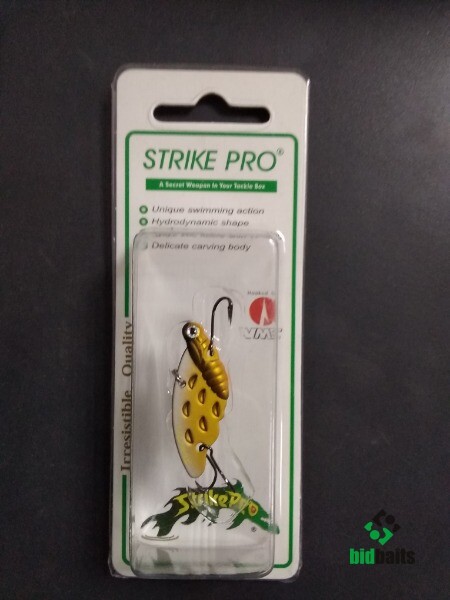 STRIKE PRO®
A Secret Weapon in Your Tackle Box
Unique swimming action
Hydrodynamic shape
Delicate carving body
VMC
Irresistible Quality
StrikePro
®
bidbaits